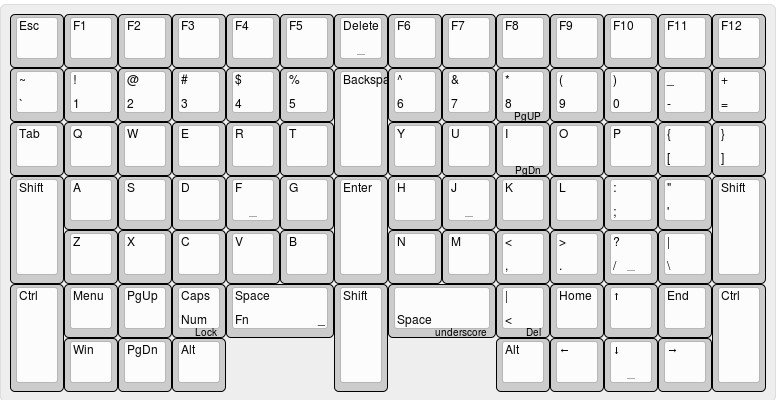 Esc F1 F2 F3 F4 F5 Delete F6 F7 F8 F9 F10 F11 F12
_
~ ! @ # $ % Backspa ^ & * ( ) _ +
` 1 2 3 4 5 6 7 8 9 0 - =
PgUP
Tab Q W E R T Y U I O P { }
[ ]
PgDn
Shift A S D F G Enter H J K L : " Shift
_ _ ; '
Z X C V B N M < > ? |
, . / _ \
Ctrl Menu PgUp Caps Space Shift | Home ↑ End Ctrl
Num Fn _ Space <
Lock underscore Del
Win PgDn Alt Alt ← ↓ →
_